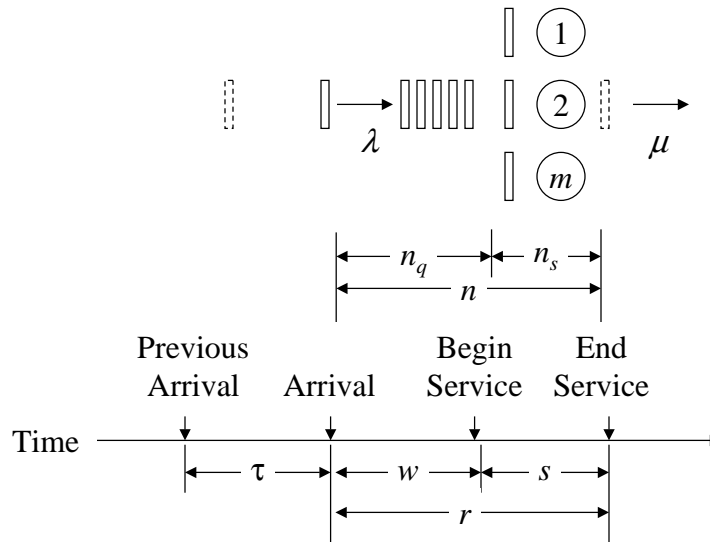 1
2
λ
μ
m
n_q
n_s
n
Previous Arrival
Arrival
Begin Service
End Service
Time
τ
w
s
r